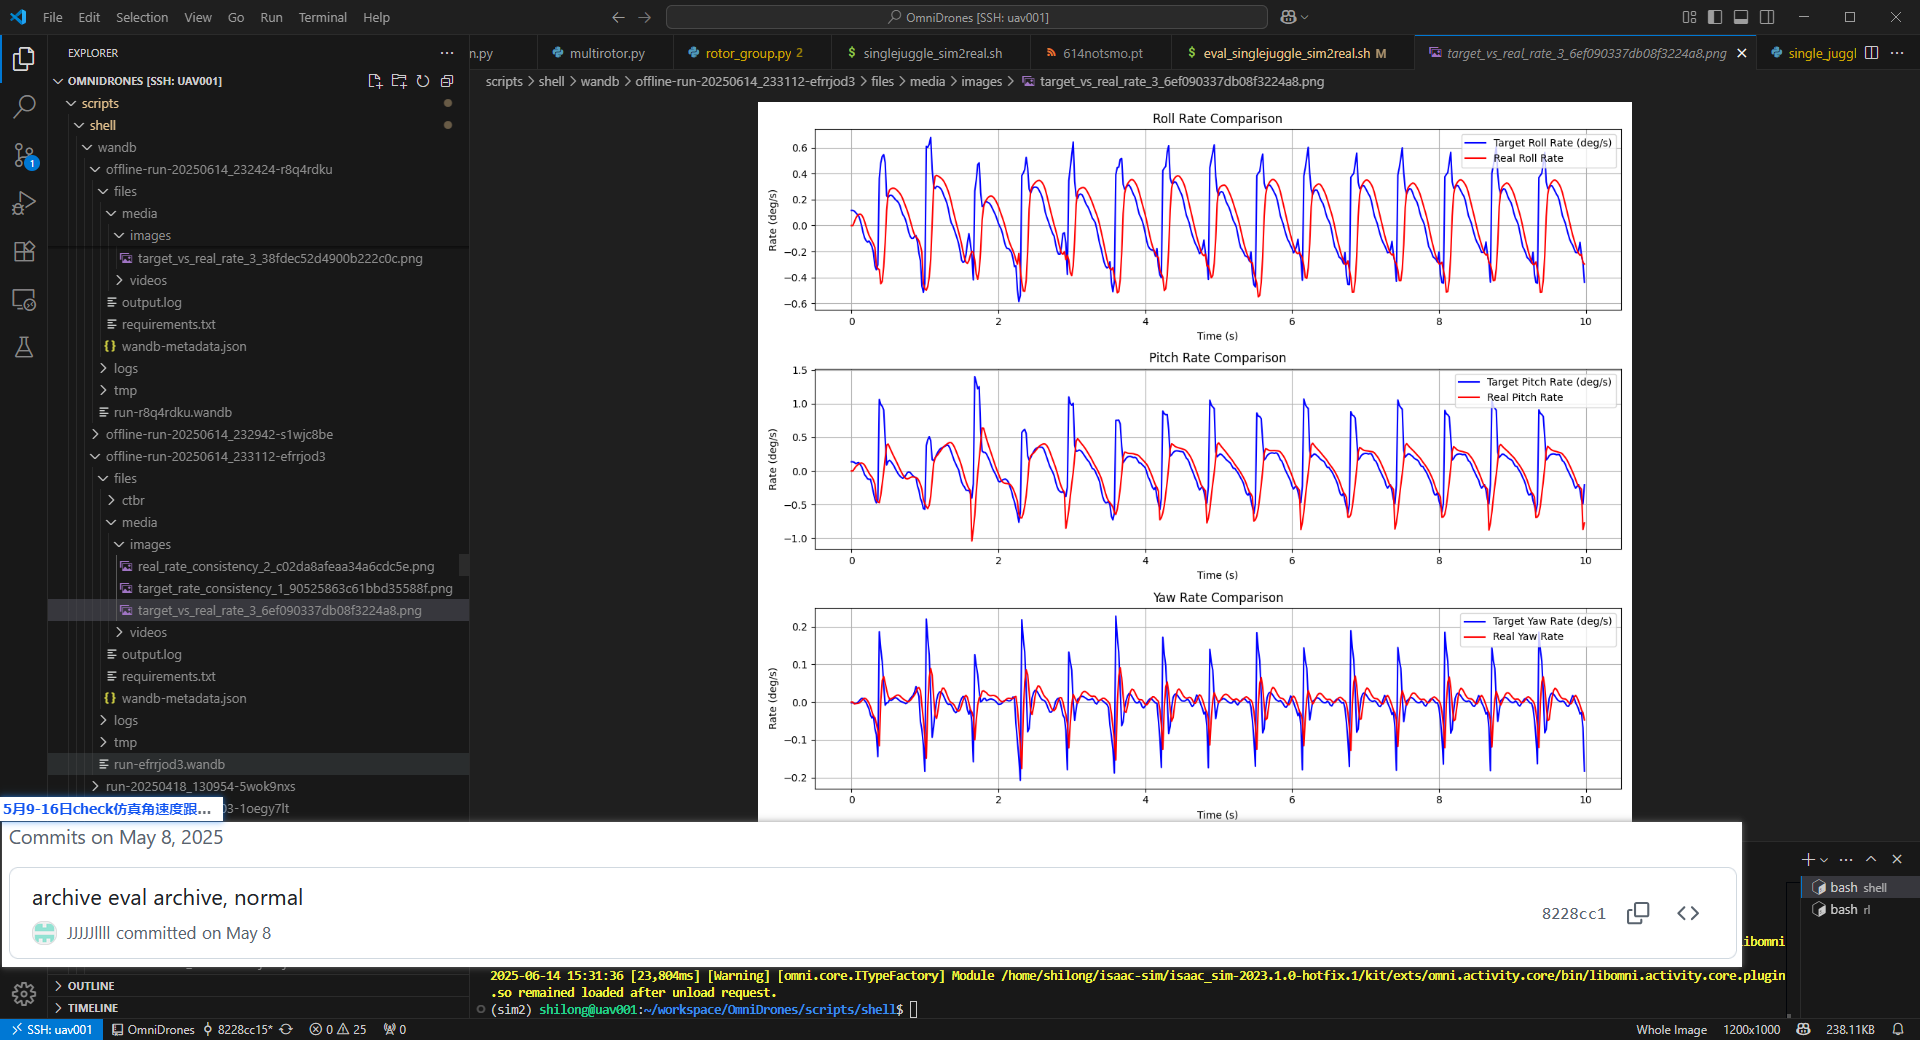 File Edit Selection View Go Run Terminal Help
OmniDrones [SSH: uav001]
EXPLORER
n.py
multirotor.py
rotor_group.py 2
singlejuggle_sim2real.sh
614notsmo.pt
eval_singlejuggle_sim2real.sh M
target_vs_real_rate_3_6ef090337db08f3224a8.png
single_juggl
scripts > shell > wandb > offline-run-20250614_233112-efrrjod3 > files > media > images > target_vs_real_rate_3_6ef090337db08f3224a8.png
OMNIDRONES [SSH: UAV001]
scripts
shell
wandb
offline-run-20250614_232424-r8q4rdku
files
media
images
target_vs_real_rate_3_38fdec52d4900b222c0c.png
videos
output.log
requirements.txt
wandb-metadata.json
logs
tmp
run-r8q4rdku.wandb
offline-run-20250614_232942-s1wjc8be
offline-run-20250614_233112-efrrjod3
files
ctbr
media
images
real_rate_consistency_2_c02da8afeaa34a6cdc5e.png
target_rate_consistency_1_90525863c61bbd35588f.png
target_vs_real_rate_3_6ef090337db08f3224a8.png
videos
output.log
requirements.txt
wandb-metadata.json
logs
tmp
run-efrrjod3.wandb
run-20250418_130954-5wok9nxs
03-1oegy7lt
1
Roll Rate Comparison
Target Roll Rate (deg/s)
Real Roll Rate
Rate (deg/s)
0.6
0.4
0.2
0.0
−0.2
−0.4
−0.6
0 2 4 6 8 10
Time (s)
Pitch Rate Comparison
Target Pitch Rate (deg/s)
Real Pitch Rate
Rate (deg/s)
1.5
1.0
0.5
0.0
−0.5
−1.0
0 2 4 6 8 10
Time (s)
Yaw Rate Comparison
Target Yaw Rate (deg/s)
Real Yaw Rate
Rate (deg/s)
0.2
0.1
0.0
−0.1
−0.2
0 2 4 6 8 10
Time (s)
5月9-16日check仿真角速度跟...
Commits on May 8, 2025
archive eval archive, normal
JJJJJllll committed on May 8
8228cc1
bash shell
bash rl
libomni
2025-06-14 15:31:36 [23,804ms] [Warning] [omni.core.ITypeFactory] Module /home/shilong/isaac-sim/isaac_sim-2023.1.0-hotfix.1/kit/exts/omni.activity.core/bin/libomni.activity.core.plugin
.so remained loaded after unload request.
(sim2) shilong@uav001:~/workspace/OmniDrones/scripts/shell$
OUTLINE
TIMELINE
SSH: uav001
OmniDrones
8228cc15*
0
25
0
Whole Image
1200x1000
238.11KB